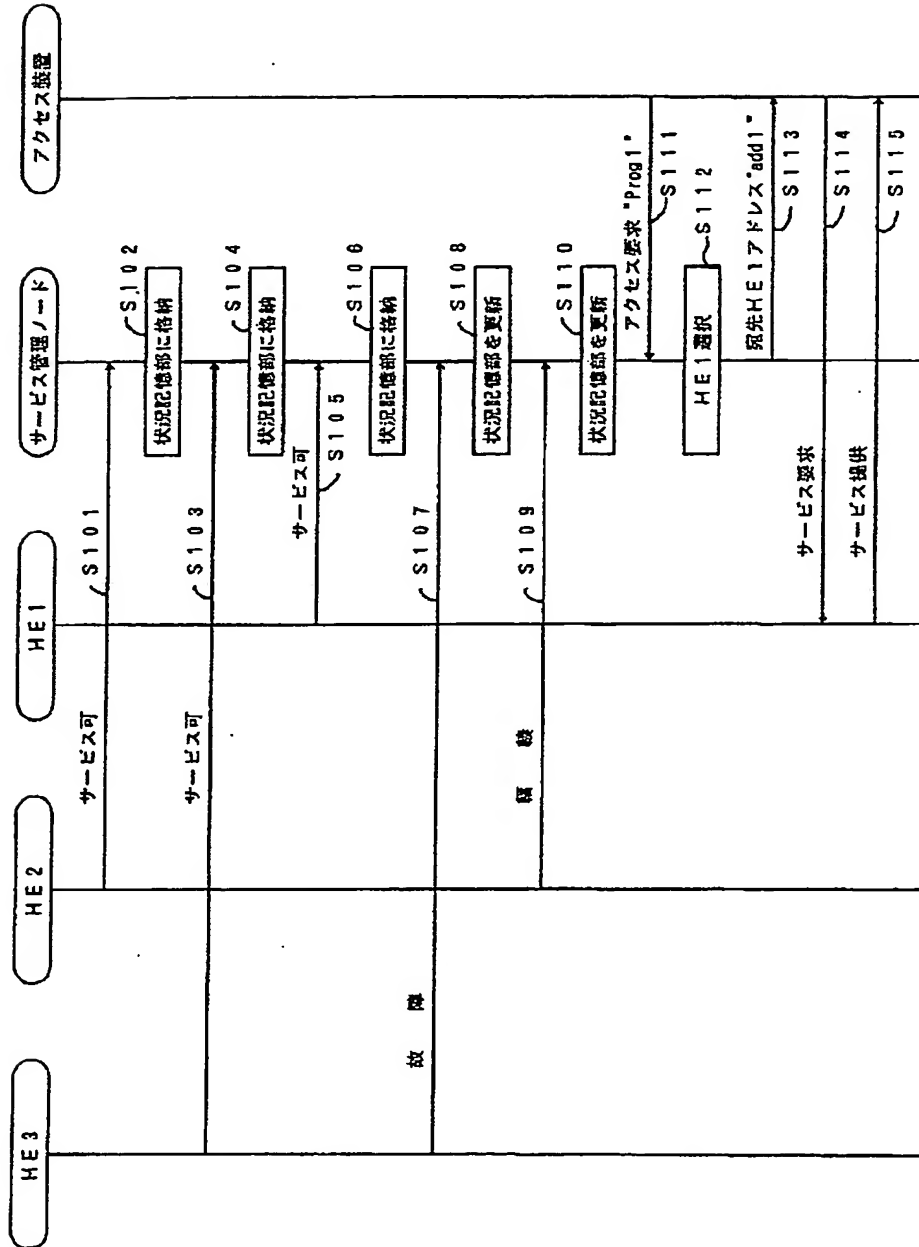 HE3
HE2
HE1
サービス管理ノード
アクセス装置
サービス可
S101
S102
状況記憶部に格納
サービス可
S103
S104
状況記憶部に格納
サービス可
S105
S106
状況記憶部に格納
故 障
S107
S108
状況記憶部を更新
輻 輳
S109
S110
状況記憶部を更新
アクセス要求 "Prog1"
S111
HE1選択
S112
宛先HE1アドレス"add1"
S113
サービス要求
S114
サービス提供
S115